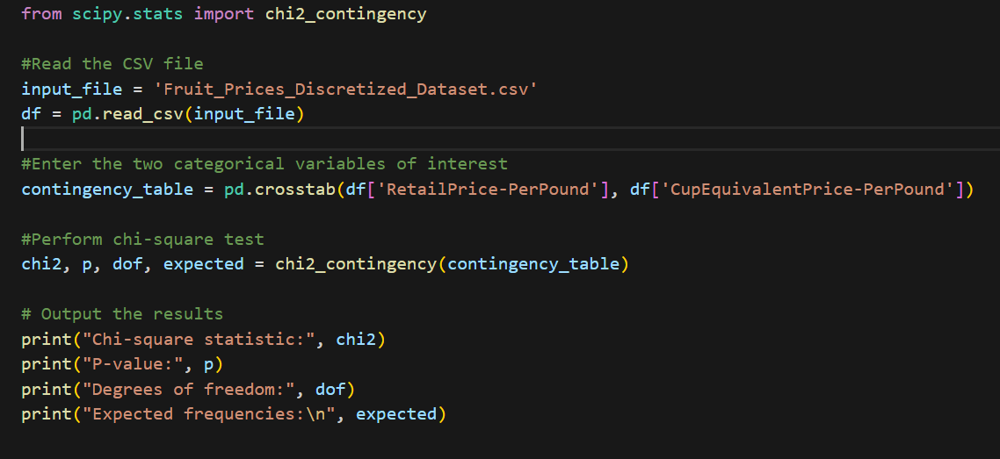 from scipy.stats import chi2_contingency
#Read the CSV file
input_file = 'Fruit_Prices_Discretized_Dataset.csv'
df = pd.read_csv(input_file)
#Enter the two categorical variables of interest
contingency_table = pd.crosstab(df['RetailPrice-PerPound'], df['CupEquivalentPrice-PerPound'])
#Perform chi-square test
chi2, p, dof, expected = chi2_contingency(contingency_table)
# Output the results
print("Chi-square statistic:", chi2)
print("P-value:", p)
print("Degrees of freedom:", dof)
print("Expected frequencies:\n", expected)